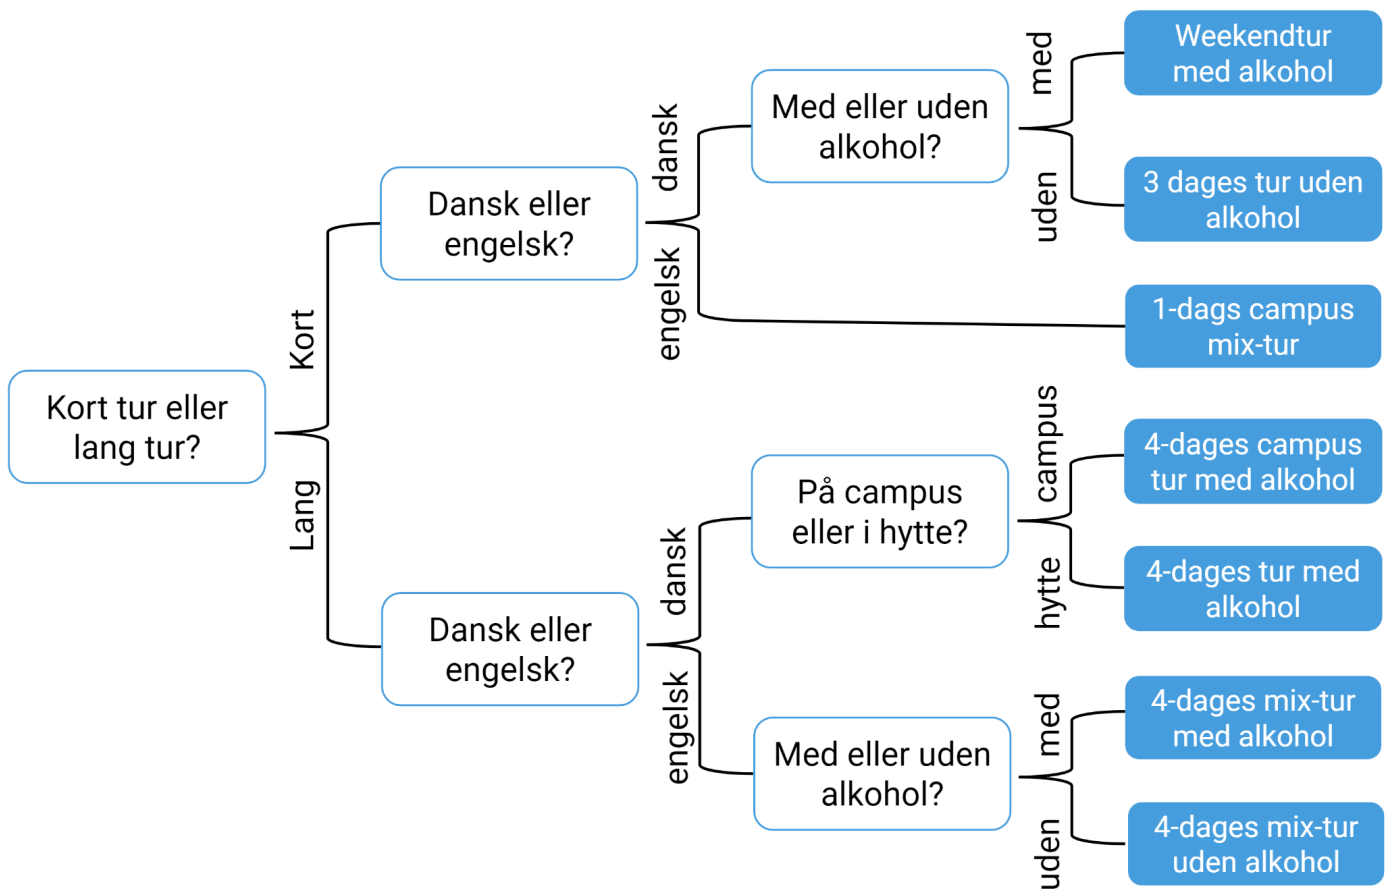 Kort tur eller
lang tur?
Kort
Lang
Dansk eller
engelsk?
dansk
engelsk
Med eller uden
alkohol?
med
uden
Weekendtur
med alkohol
3 dages tur uden
alkohol
1-dags campus
mix-tur
Dansk eller
engelsk?
dansk
engelsk
På campus
eller i hytte?
campus
hytte
4-dages campus
tur med alkohol
4-dages tur med
alkohol
Med eller uden
alkohol?
med
uden
4-dages mix-tur
med alkohol
4-dages mix-tur
uden alkohol